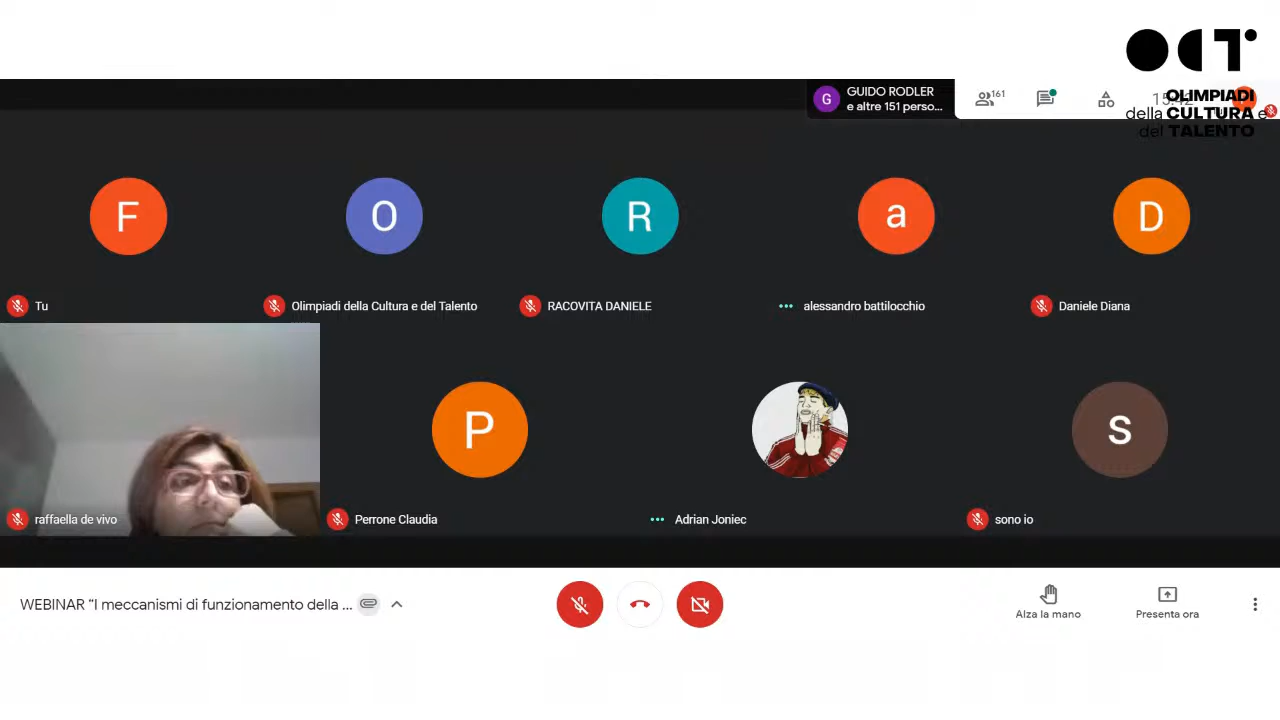 OCT
OLIMPIADI
della CULTURA e
del TALENTO
G
GUIDO RODLER
e altre 151 perso...
161
F
O
R
a
D
Tu
Olimpiadi della Cultura e del Talento
RACOVITA DANIELE
alessandro battilocchio
Daniele Diana
P
s
raffaella de vivo
Perrone Claudia
Adrian Joniec
sono io
WEBINAR “I meccanismi di funzionamento della ...
Alza la mano
Presenta ora